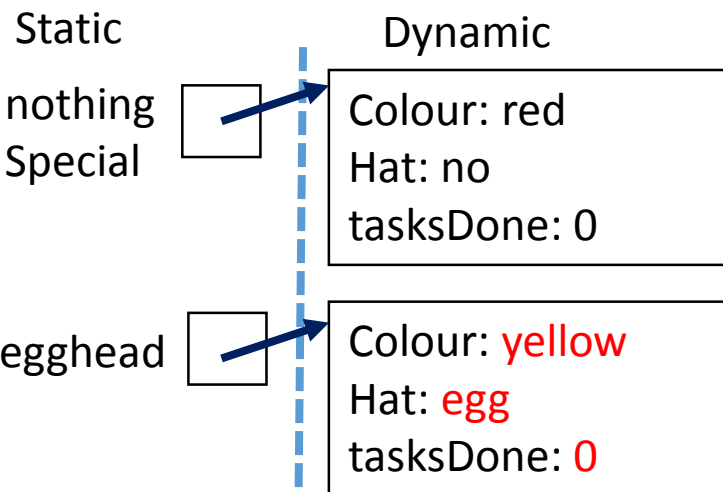 Static
Dynamic
nothing
Special
Colour: red
Hat: no
tasksDone: 0
egghead
Colour: yellow
Hat: egg
tasksDone: 0